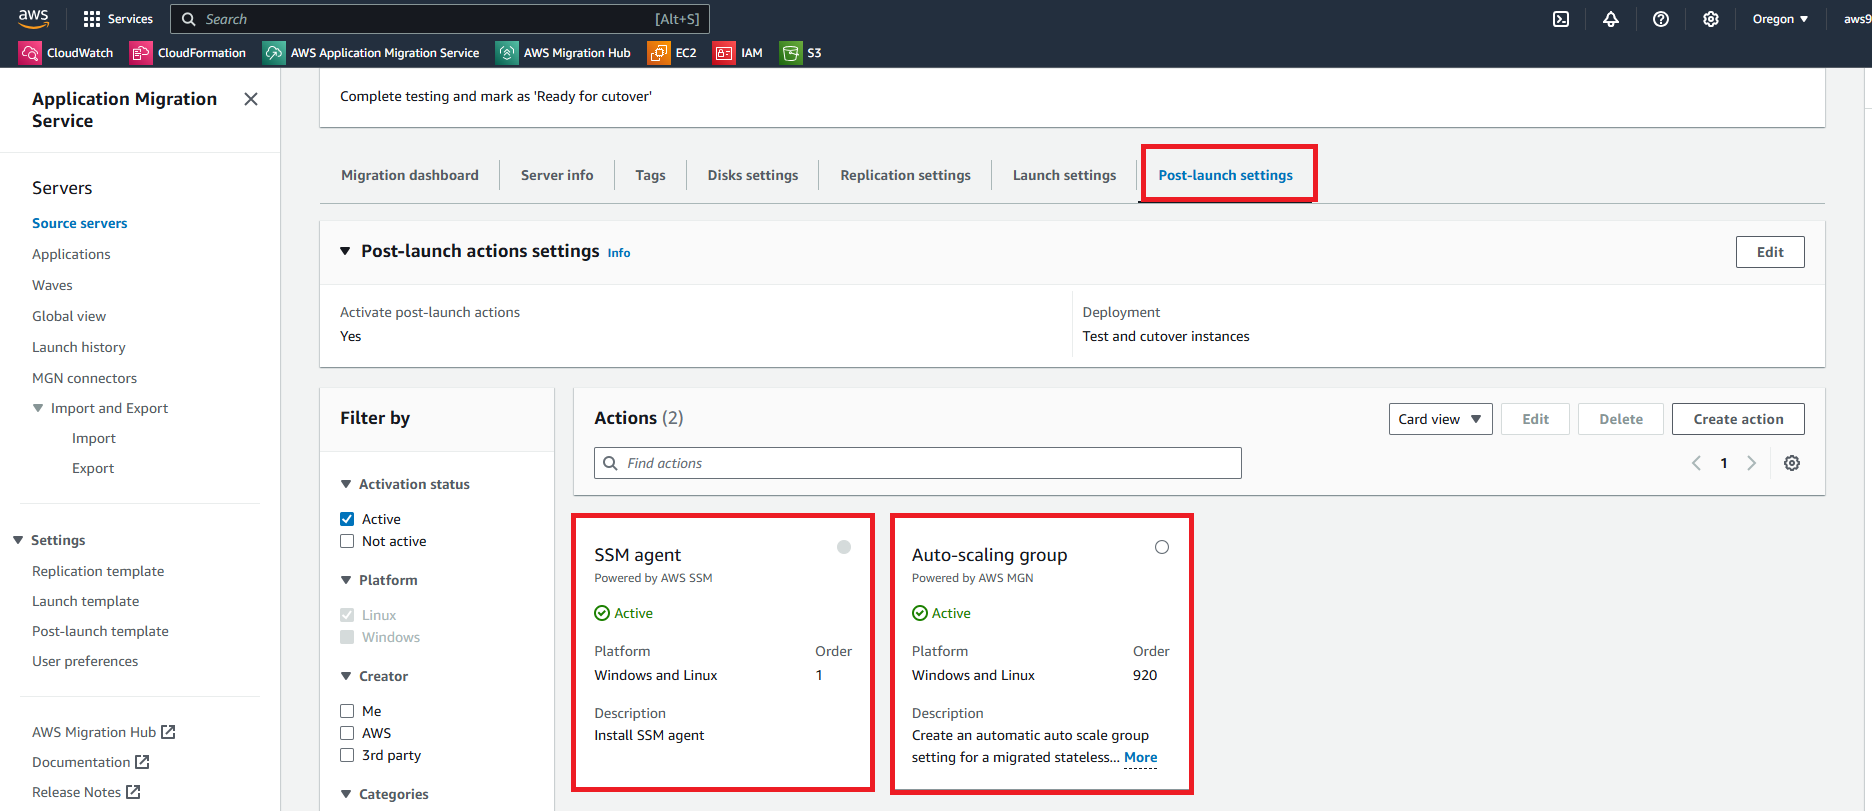 aws
Services
Search
[Alt+S]
Oregon
aws9
CloudWatch
CloudFormation
AWS Application Migration Service
AWS Migration Hub
EC2
IAM
S3
Application Migration
Service
Servers
Source servers
Applications
Waves
Global view
Launch history
MGN connectors
Import and Export
Import
Export
Settings
Replication template
Launch template
Post-launch template
User preferences
AWS Migration Hub
Documentation
Release Notes
Complete testing and mark as 'Ready for cutover'
Migration dashboard
Server info
Tags
Disks settings
Replication settings
Launch settings
Post-launch settings
Post-launch actions settings Info
Edit
Activate post-launch actions
Yes
Deployment
Test and cutover instances
Filter by
Activation status
Active
Not active
Platform
Linux
Windows
Creator
Me
AWS
3rd party
Categories
Actions (2)
Card view
Edit
Delete
Create action
Find actions
1
SSM agent
Powered by AWS SSM
Active
Platform
Order
Windows and Linux
1
Description
Install SSM agent
Auto-scaling group
Powered by AWS MGN
Active
Platform
Order
Windows and Linux
920
Description
Create an automatic auto scale group
setting for a migrated stateless... More